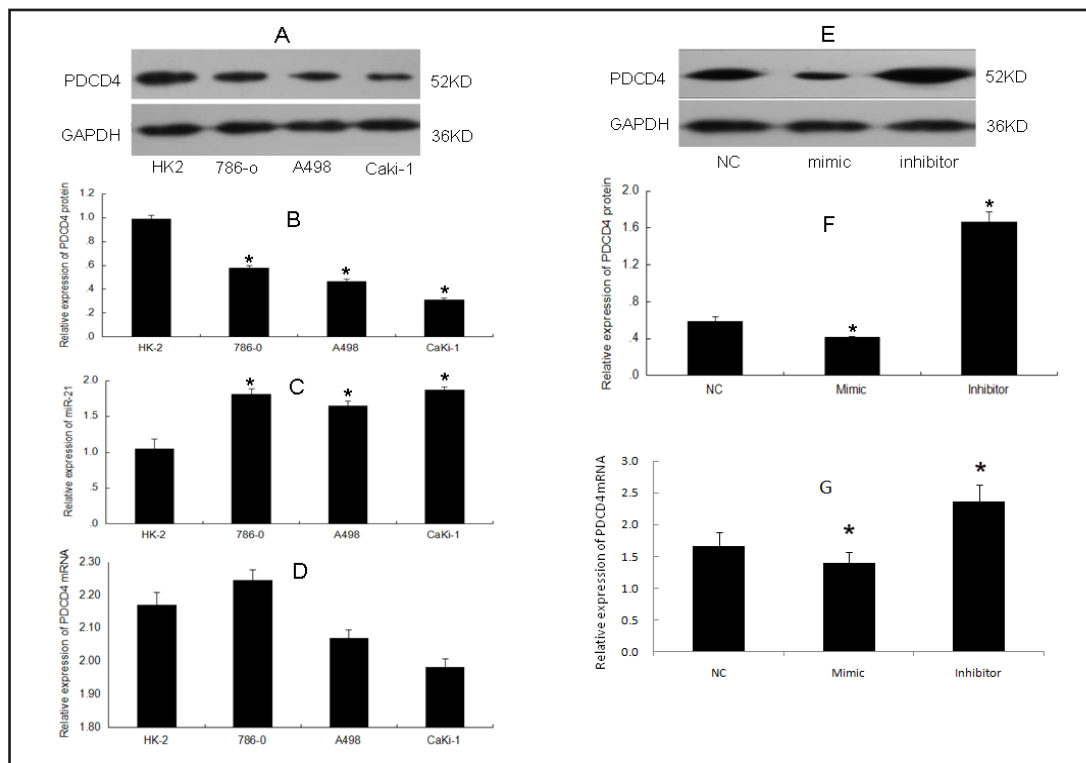 A
PDCD4
52KD
GAPDH
36KD
HK2 786-o A498 Caki-1
Relative expression of PDCD4 protein
B
1.2
1.0
.8
.6
.4
.2
.0
*
*
*
HK-2 786-0 A498 CaKi-1
Relative expression of miR-21
C
2.0
1.5
1.0
.5
.0
*
*
*
HK-2 786-0 A498 CaKi-1
Relative expression of PDCD4 mRNA
D
2.30
2.20
2.10
2.00
1.90
1.80
HK-2 786-0 A498 CaKi-1
E
PDCD4
52KD
GAPDH
36KD
NC mimic inhibitor
Relative expression of PDCD4 protein
F
2.0
1.6
1.2
.8
.4
.0
*
*
NC Mimic Inhibitor
Relative expression of PDCD4mRNA
G
3.0
2.5
2.0
1.5
1.0
0.5
0.0
*
*
NC Mimic Inhibitor